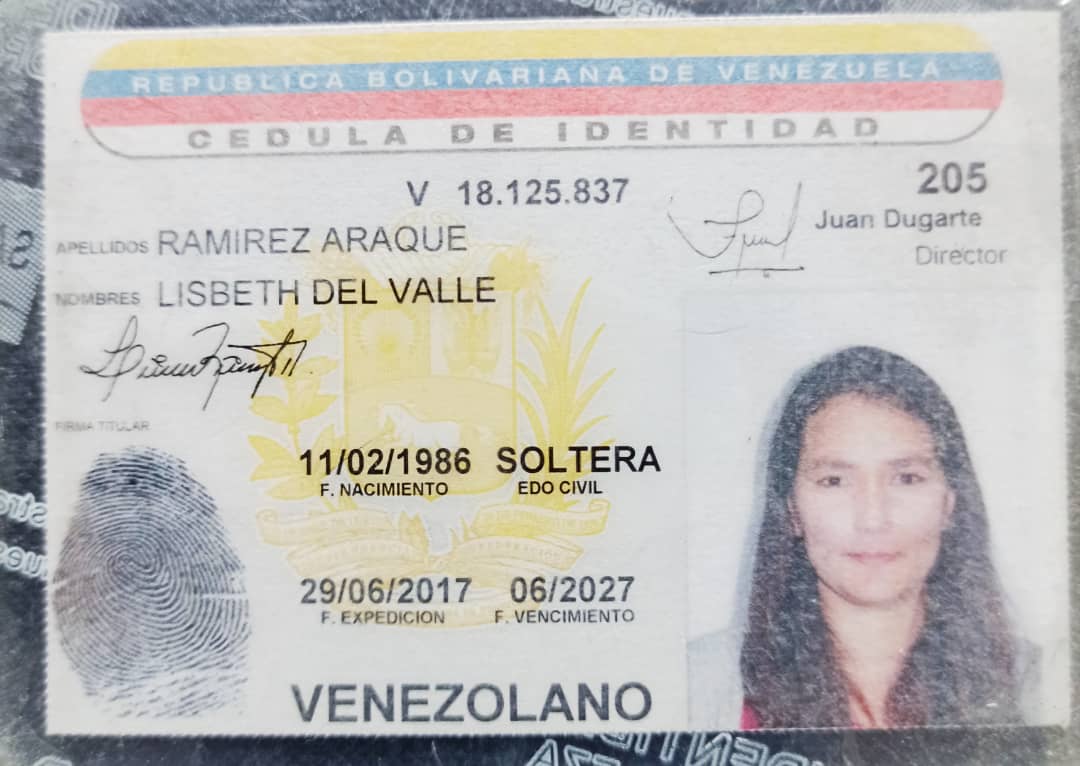 REPUBLICA BOLIVARIANA DE VENEZUELA
CEDULA DE IDENTIDAD
V 18.125.837
205
Juan Dugarte
Director
APELLIDOS RAMIREZ ARAQUE
NOMBRES LISBETH DEL VALLE
FIRMA TITULAR
11/02/1986 SOLTERA
F. NACIMIENTO EDO CIVIL
29/06/2017 06/2027
F. EXPEDICION F. VENCIMIENTO
VENEZOLANO